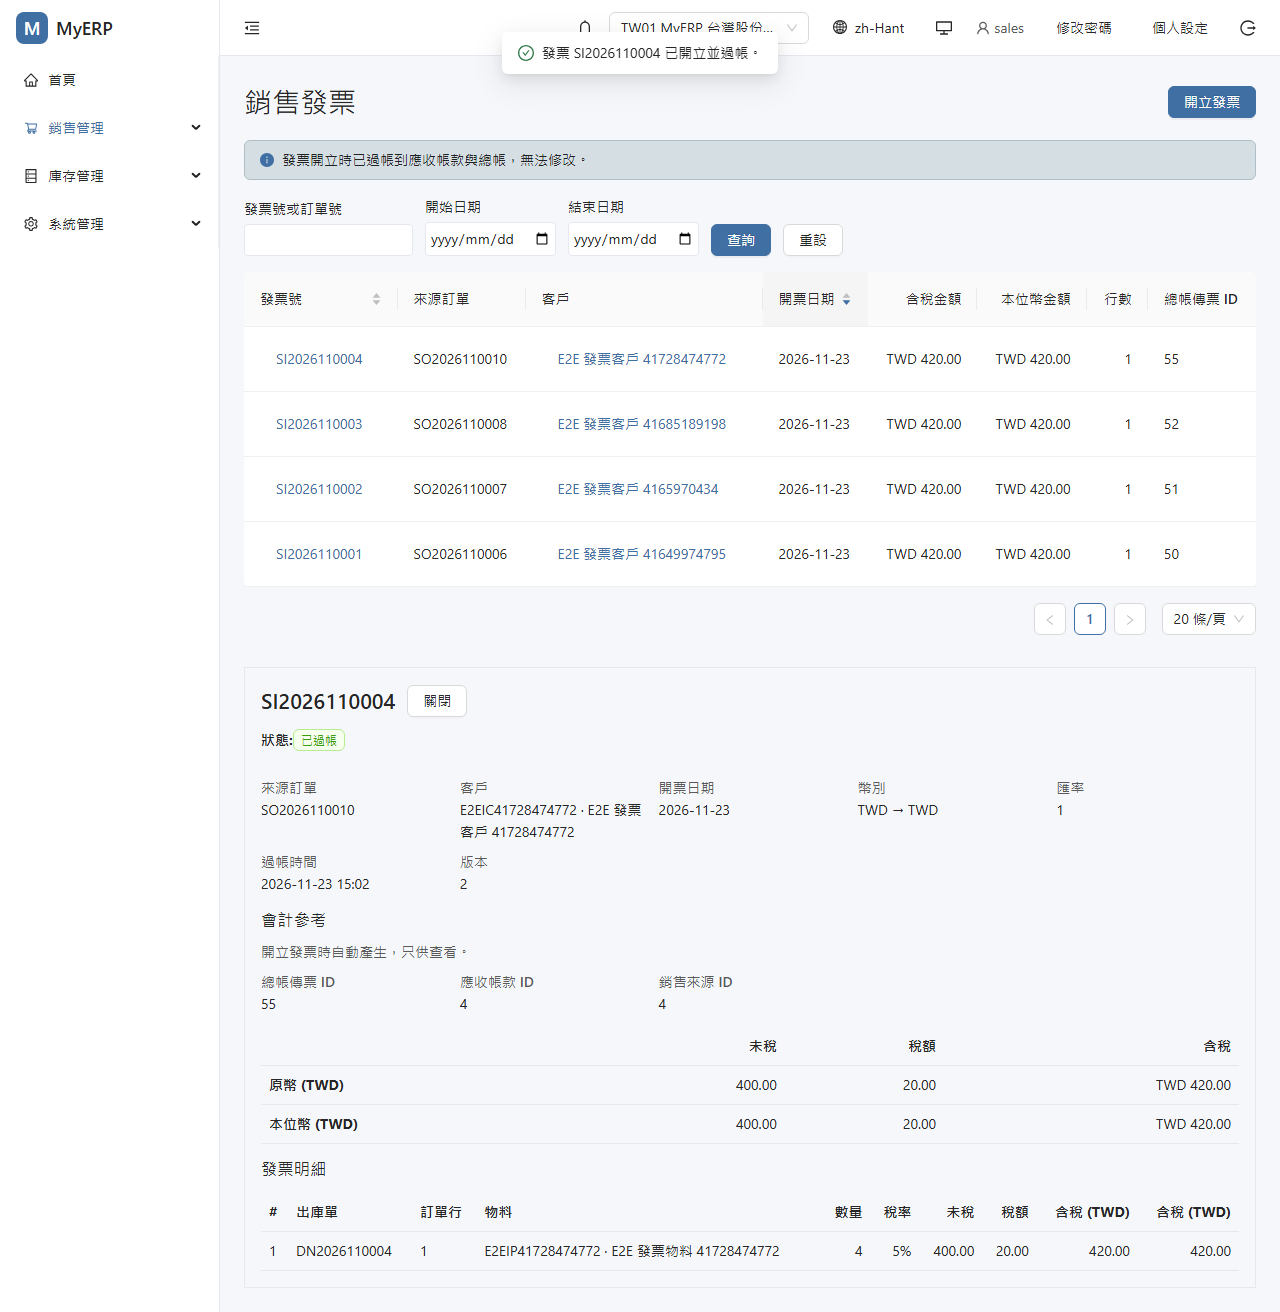 M MyERP
TW01 MyERP 台灣股份...
zh-Hant
sales
修改密碼
個人設定
發票 SI2026110004 已開立並過帳。
首頁
銷售管理
庫存管理
系統管理
銷售發票
開立發票
發票開立時已過帳到應收帳款與總帳，無法修改。
發票號或訂單號
開始日期
結束日期
yyyy/mm/dd
yyyy/mm/dd
查詢
重設
發票號 來源訂單 客戶 開票日期 含稅金額 本位幣金額 行數 總帳傳票 ID
SI2026110004 SO2026110010 E2E 發票客戶 41728474772 2026-11-23 TWD 420.00 TWD 420.00 1 55
SI2026110003 SO2026110008 E2E 發票客戶 41685189198 2026-11-23 TWD 420.00 TWD 420.00 1 52
SI2026110002 SO2026110007 E2E 發票客戶 4165970434 2026-11-23 TWD 420.00 TWD 420.00 1 51
SI2026110001 SO2026110006 E2E 發票客戶 41649974795 2026-11-23 TWD 420.00 TWD 420.00 1 50
< 1 > 20 條/頁
SI2026110004 關閉
狀態: 已過帳
來源訂單 客戶 開票日期 幣別 匯率
SO2026110010 E2EIC41728474772 · E2E 發票 2026-11-23 TWD → TWD 1
客戶 41728474772
過帳時間 版本
2026-11-23 15:02 2
會計參考
開立發票時自動產生，只供查看。
總帳傳票 ID 應收帳款 ID 銷售來源 ID
55 4 4
未稅 稅額 含稅
原幣 (TWD) 400.00 20.00 TWD 420.00
本位幣 (TWD) 400.00 20.00 TWD 420.00
發票明細
# 出庫單 訂單行 物料 數量 稅率 未稅 稅額 含稅 (TWD) 含稅 (TWD)
1 DN2026110004 1 E2EIP41728474772 · E2E 發票物料 41728474772 4 5% 400.00 20.00 420.00 420.00